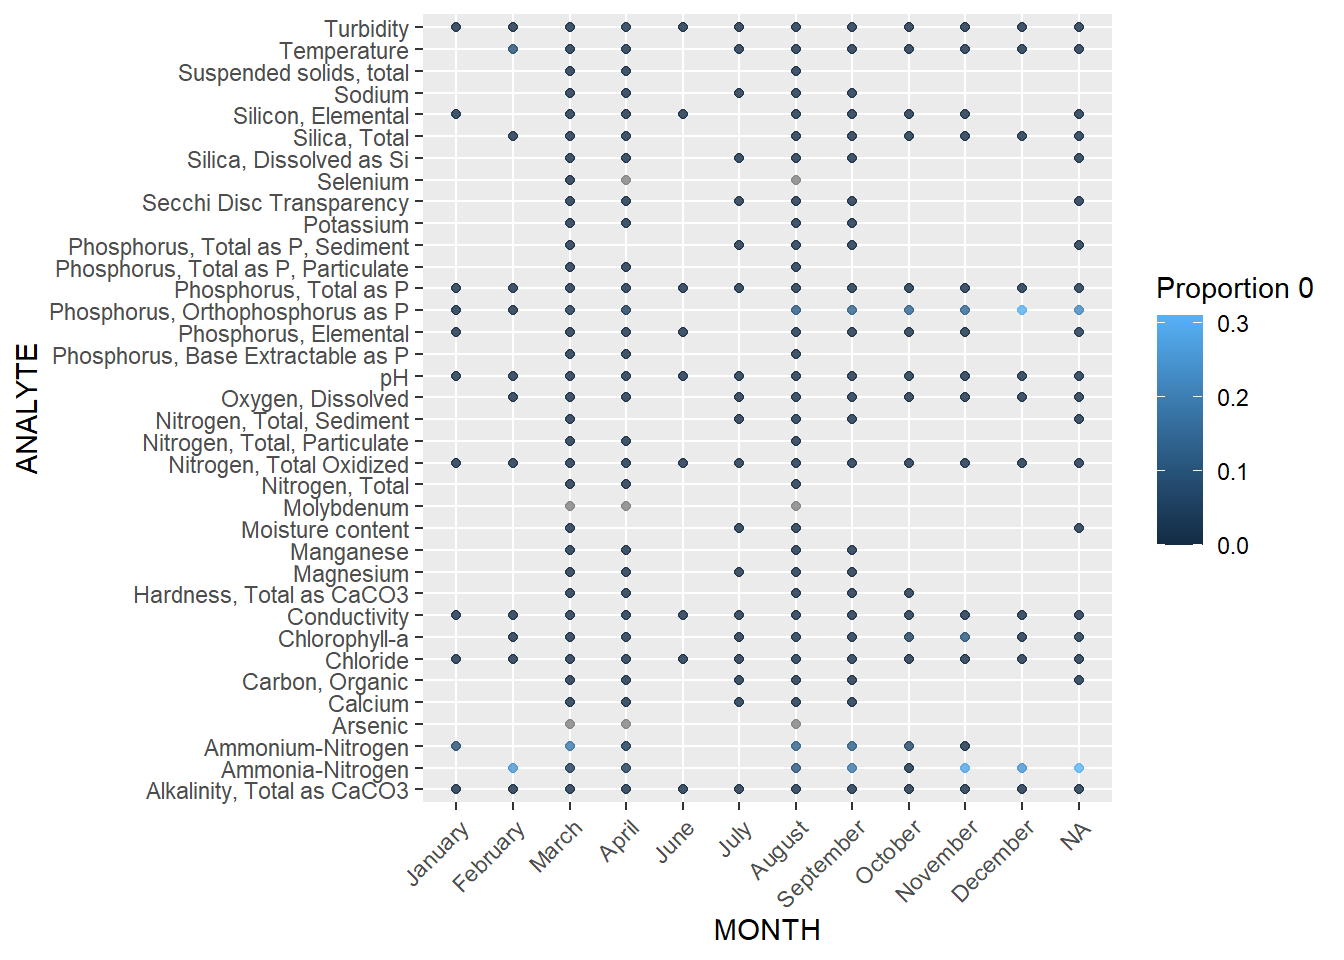 ANALYTE
Turbidity
Temperature
Suspended solids, total
Sodium
Silicon, Elemental
Silica, Total
Silica, Dissolved as Si
Selenium
Secchi Disc Transparency
Potassium
Phosphorus, Total as P, Sediment
Phosphorus, Total as P, Particulate
Phosphorus, Total as P
Phosphorus, Orthophosphorus as P
Phosphorus, Elemental
Phosphorus, Base Extractable as P
pH
Oxygen, Dissolved
Nitrogen, Total, Sediment
Nitrogen, Total, Particulate
Nitrogen, Total Oxidized
Nitrogen, Total
Molybdenum
Moisture content
Manganese
Magnesium
Hardness, Total as CaCO3
Conductivity
Chlorophyll-a
Chloride
Carbon, Organic
Calcium
Arsenic
Ammonium-Nitrogen
Ammonia-Nitrogen
Alkalinity, Total as CaCO3
January
February
March
April
June
July
August
September
October
November
December
NA
MONTH
Proportion 0
0.3
0.2
0.1
0.0